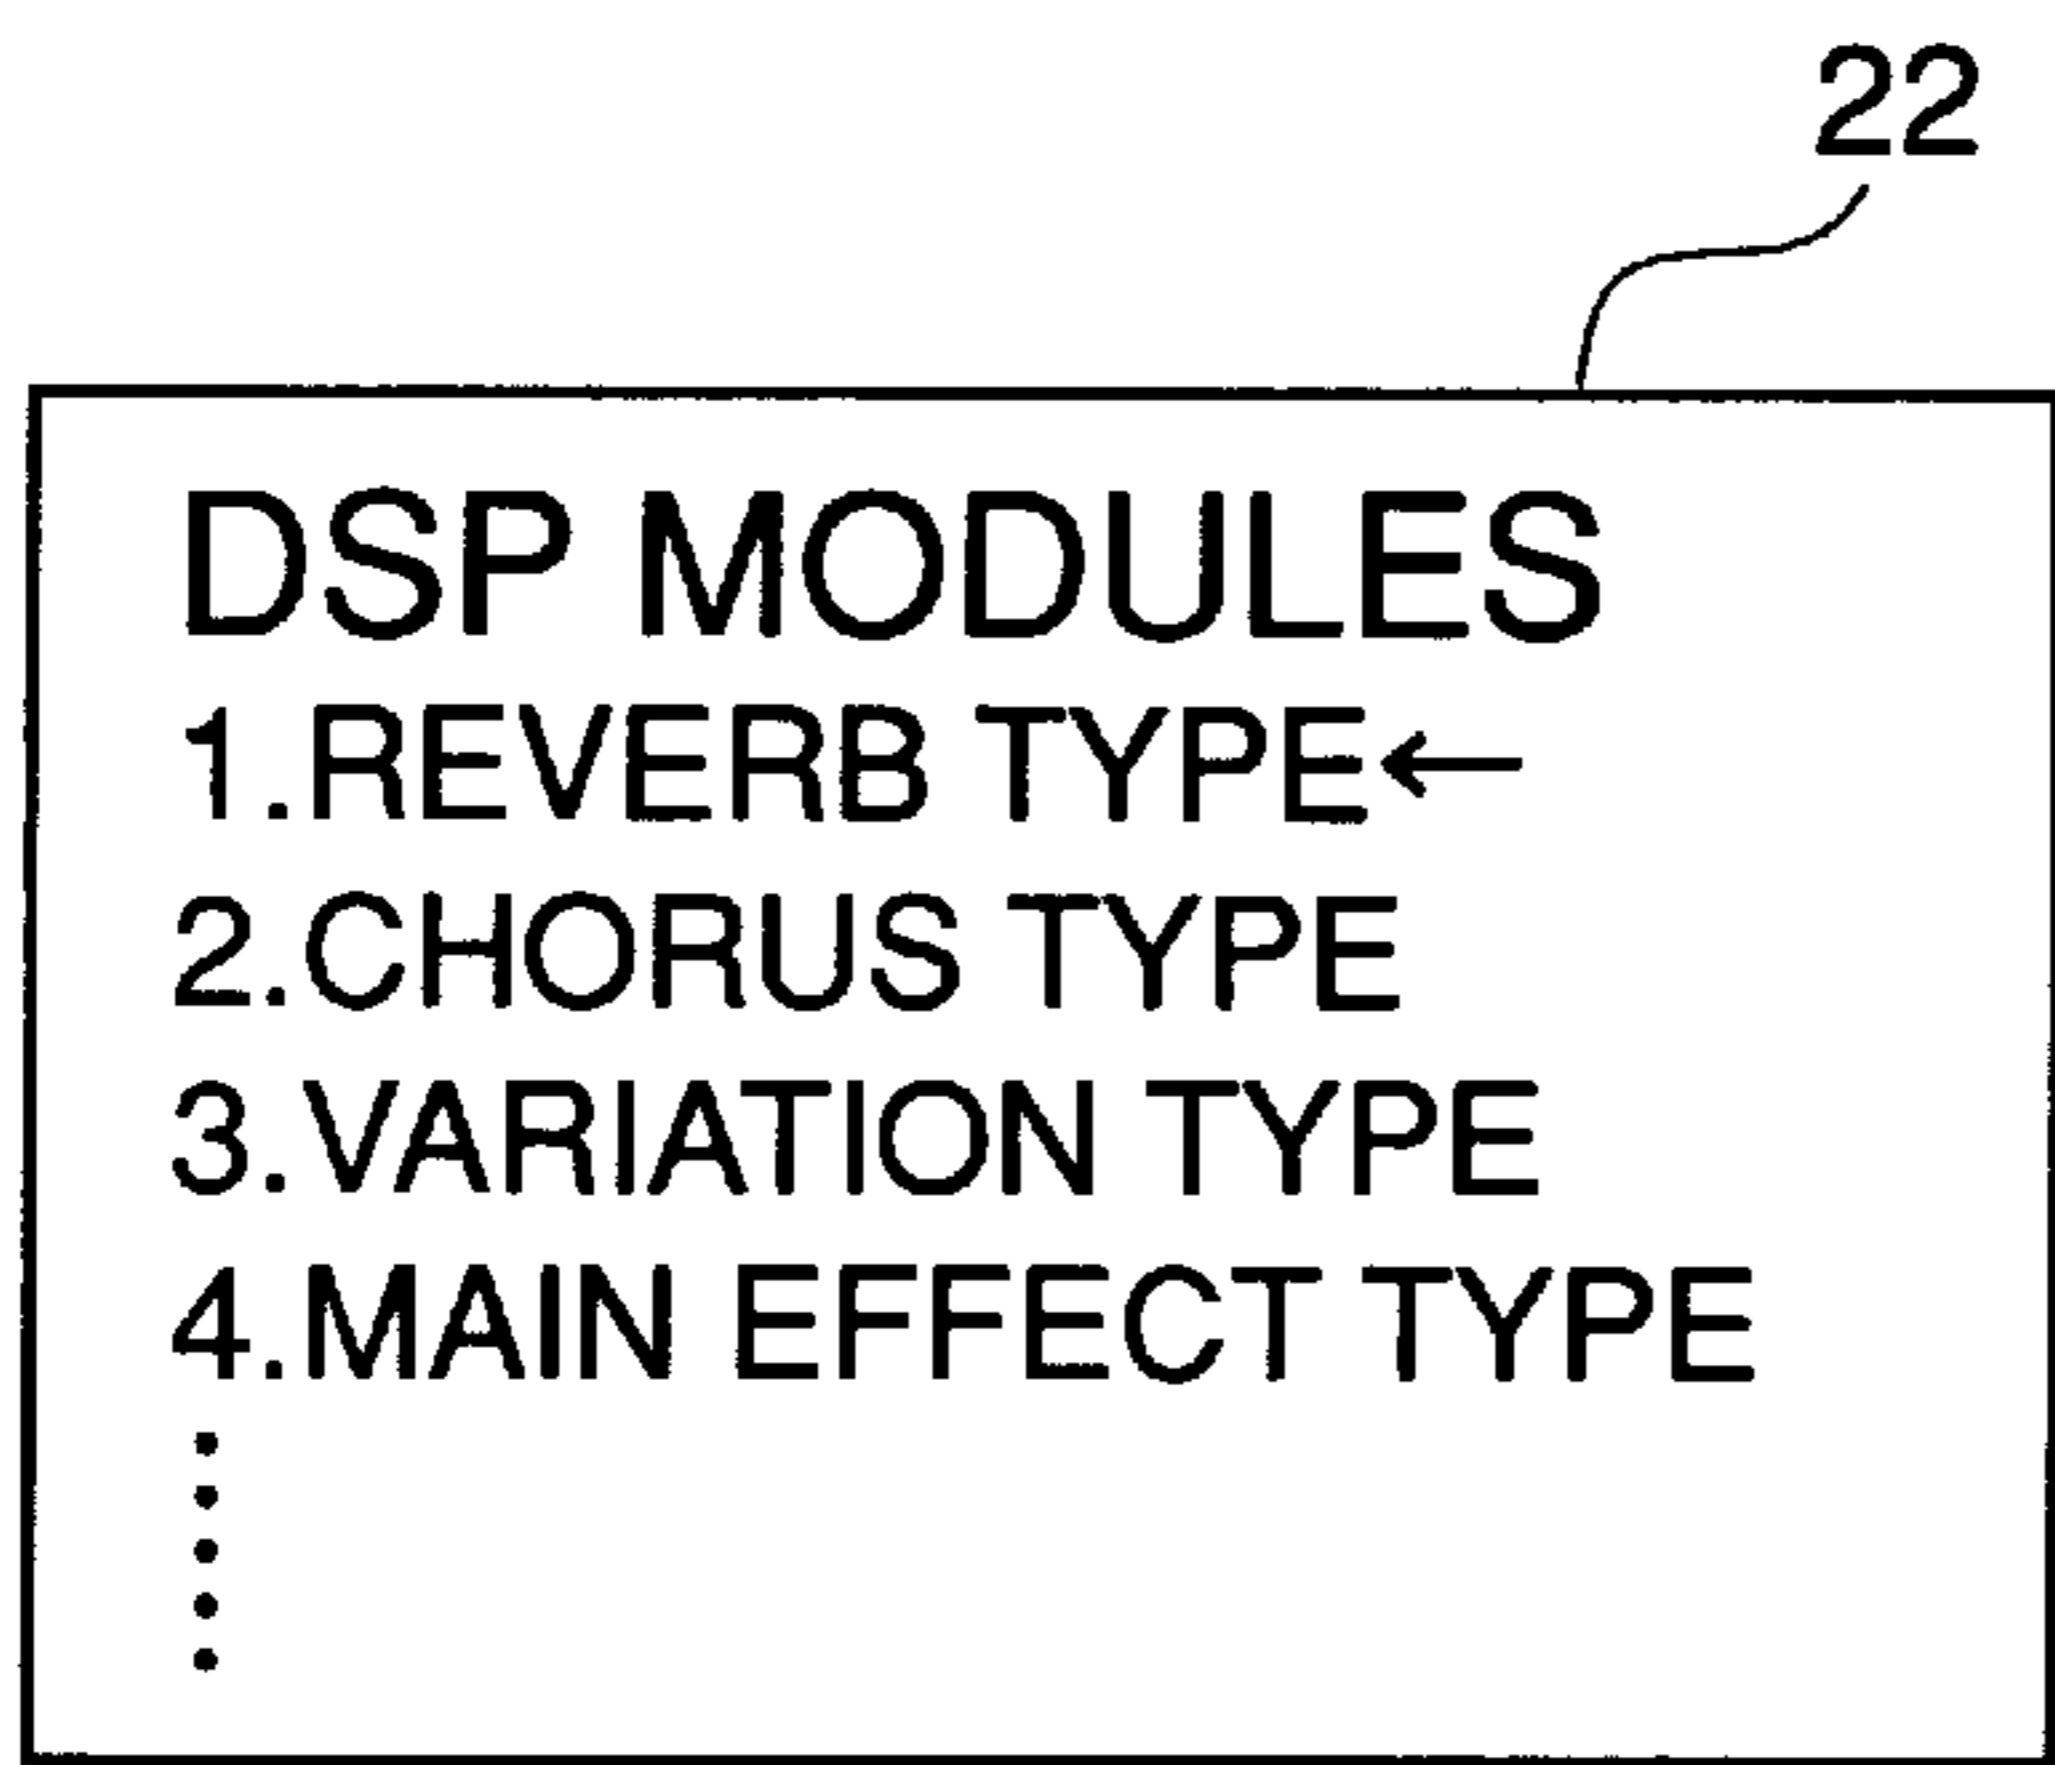 22
DSP MODULES
1.REVERB TYPE←
2.CHORUS TYPE
3.VARIATION TYPE
4.MAIN EFFECT TYPE